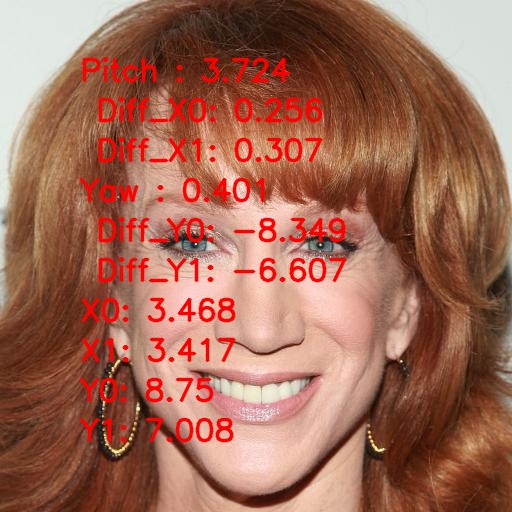 Pitch : 3.724
Diff_X0: 0.256
Diff_X1: 0.307
Yaw : 0.401
Diff_Y0: -8.349
Diff_Y1: -6.607
X0: 3.468
X1: 3.417
Y0: 8.75
Y1: 7.008